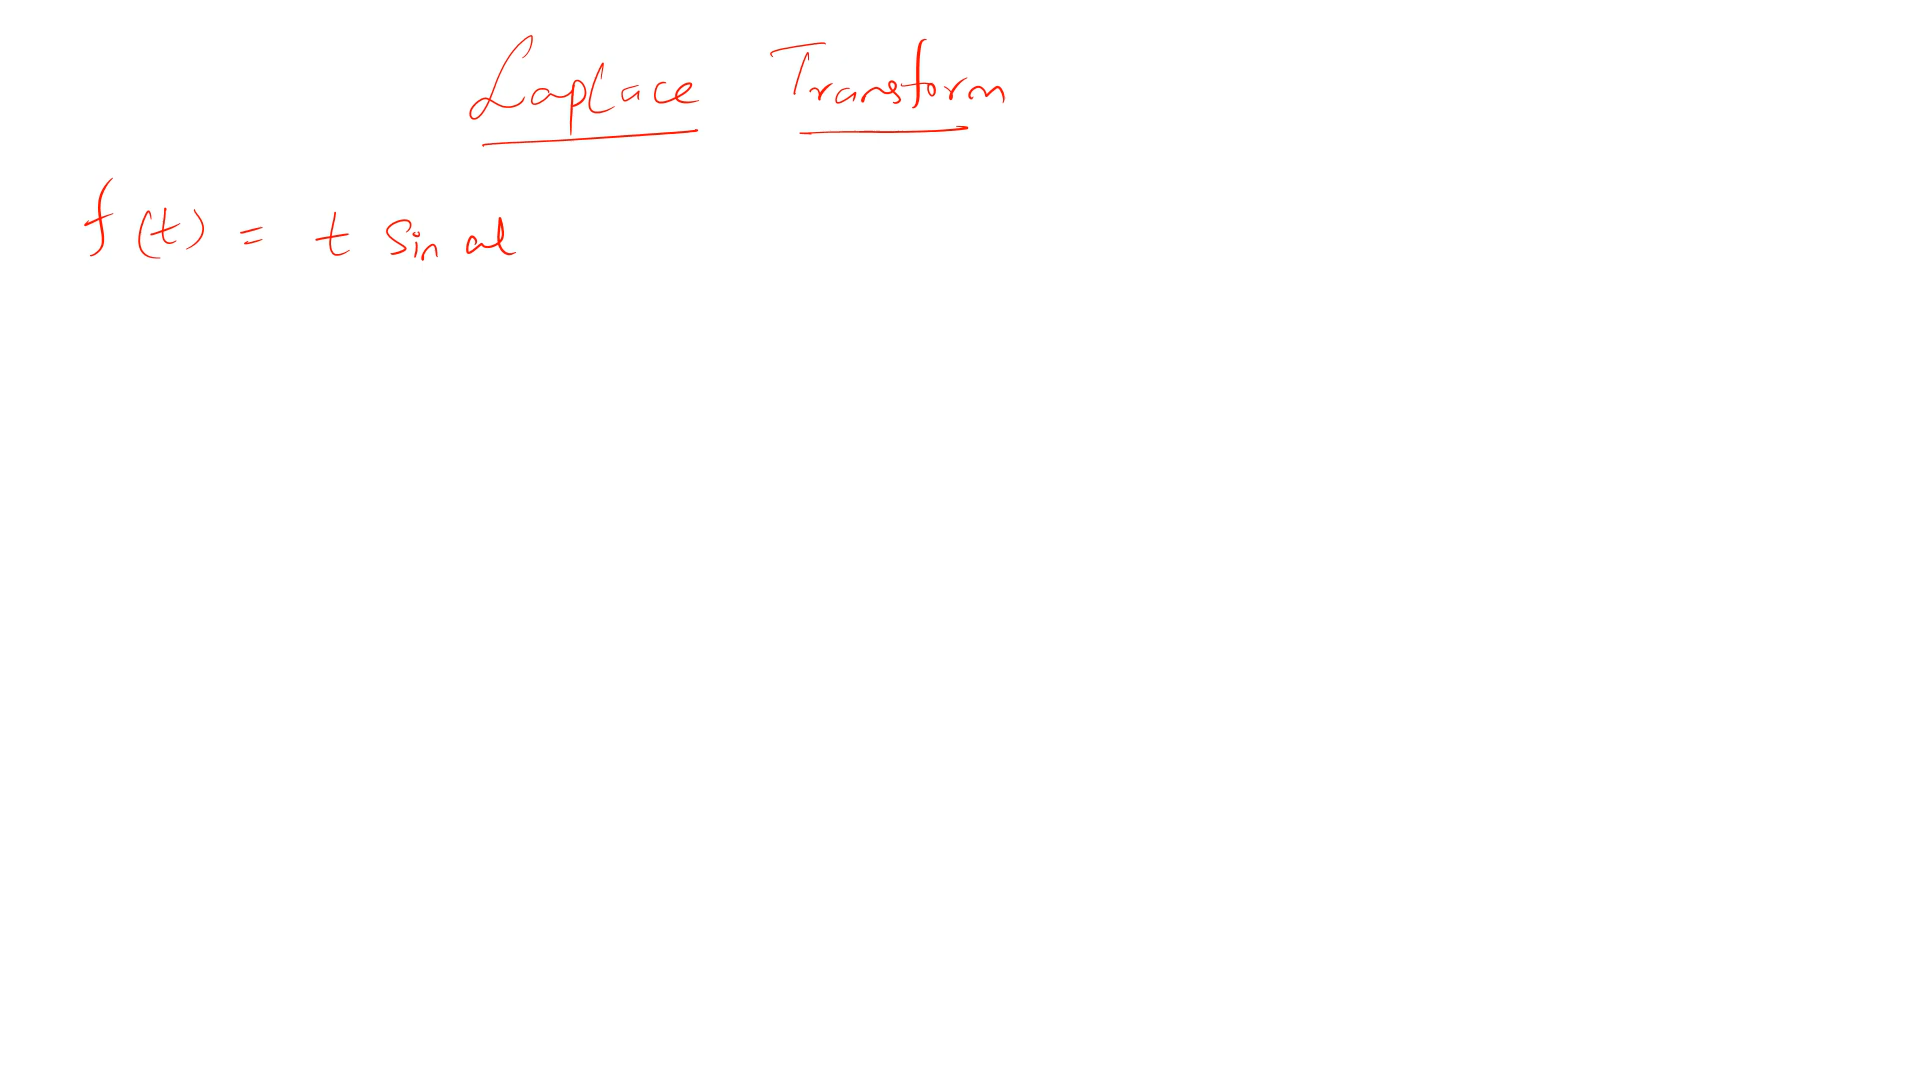 Laplace Transform
f(t) = t Sin at